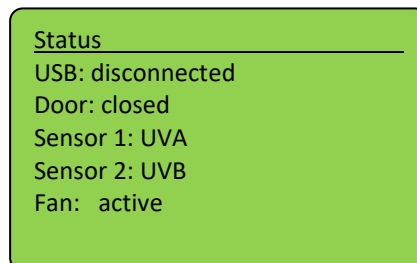 Status
USB: disconnected
Door: closed
Sensor 1: UVA
Sensor 2: UVB
Fan:   active